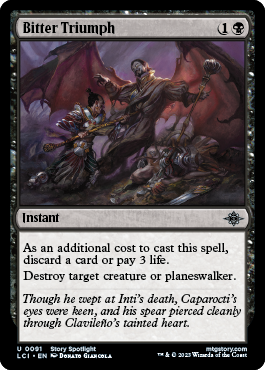 Bitter Triumph 1
Instant
As an additional cost to cast this spell,
discard a card or pay 3 life.
Destroy target creature or planeswalker.
Though he wept at Inti's death, Caparocti's
eyes were keen, and his spear pierced cleanly
through Clavileño's tainted heart.
U 0091 Story Spotlight mtgstory.com
LCI • EN Donato Giancola ™ & © 2023 Wizards of the Coast